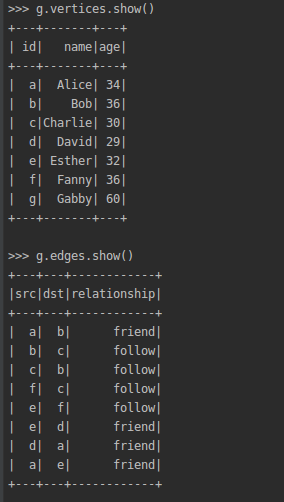 >>> g.vertices.show()
+---+-------+---+
| id|   name|age|
+---+-------+---+
|  a|  Alice| 34|
|  b|    Bob| 36|
|  c|Charlie| 30|
|  d|  David| 29|
|  e| Esther| 32|
|  f|  Fanny| 36|
|  g|  Gabby| 60|
+---+-------+---+

>>> g.edges.show()
+---+---+------------+
|src|dst|relationship|
+---+---+------------+
|  a|  b|      friend|
|  b|  c|      follow|
|  c|  b|      follow|
|  f|  c|      follow|
|  e|  f|      follow|
|  e|  d|      friend|
|  d|  a|      friend|
|  a|  e|      friend|
+---+---+------------+